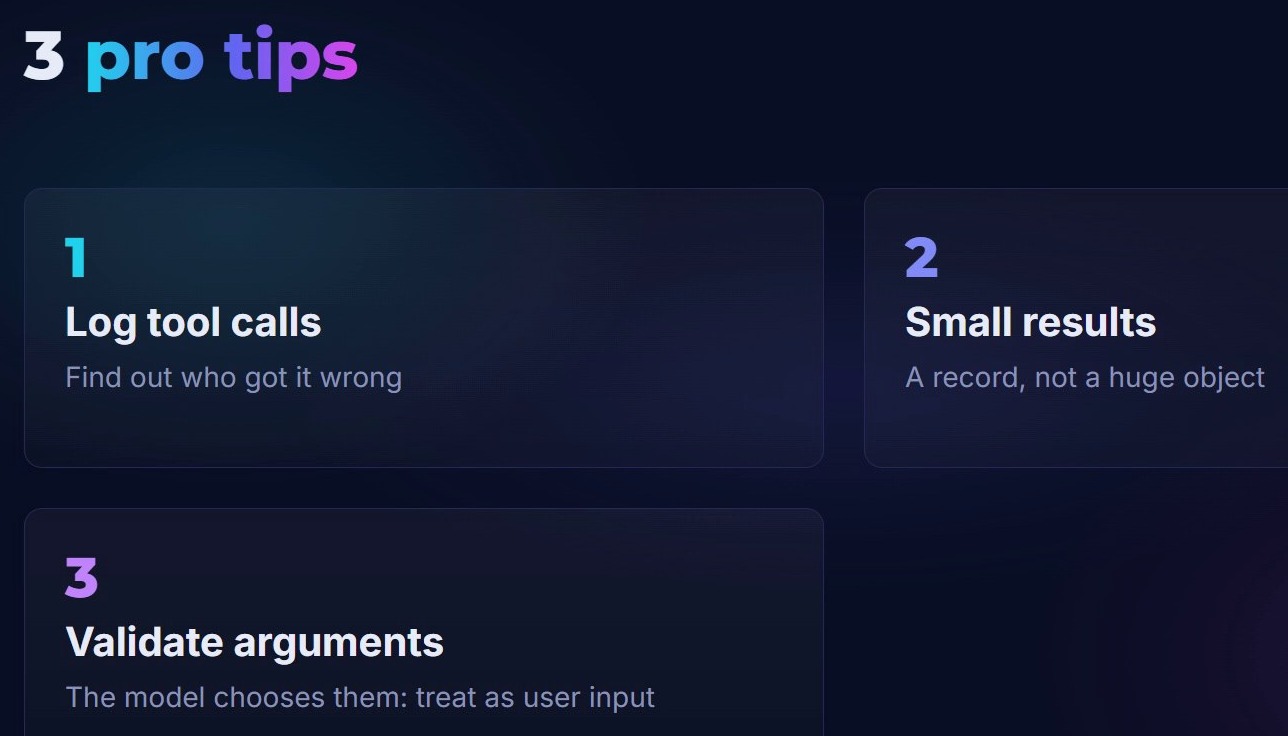 3 pro tips
1
Log tool calls
Find out who got it wrong
2
Small results
A record, not a huge object
3
Validate arguments
The model chooses them: treat as user input